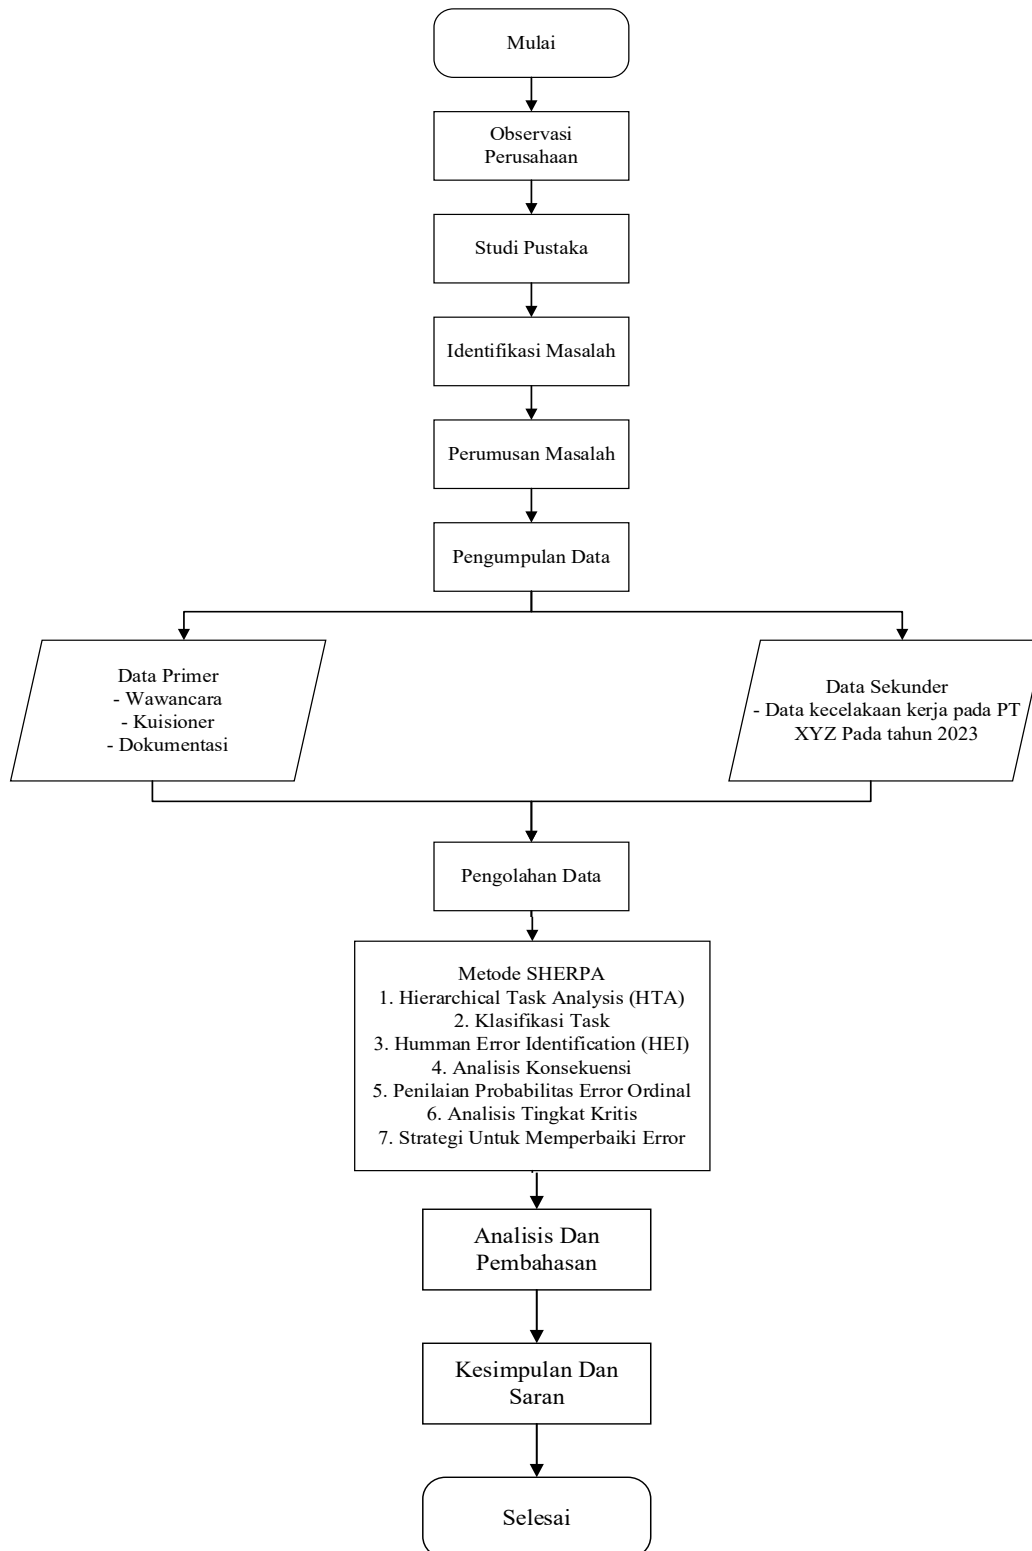 Mulai
Observasi
Perusahaan
Studi Pustaka
Identifikasi Masalah
Perumusan Masalah
Pengumpulan Data
Data Primer
- Wawancara
- Kuisioner
- Dokumentasi
Data Sekunder
- Data kecelakaan kerja pada PT
XYZ Pada tahun 2023
Pengolahan Data
Metode SHERPA
1. Hierarchical Task Analysis (HTA)
2. Klasifikasi Task
3. Humman Error Identification (HEI)
4. Analisis Konsekuensi
5. Penilaian Probabilitas Error Ordinal
6. Analisis Tingkat Kritis
7. Strategi Untuk Memperbaiki Error
Analisis Dan
Pembahasan
Kesimpulan Dan
Saran
Selesai